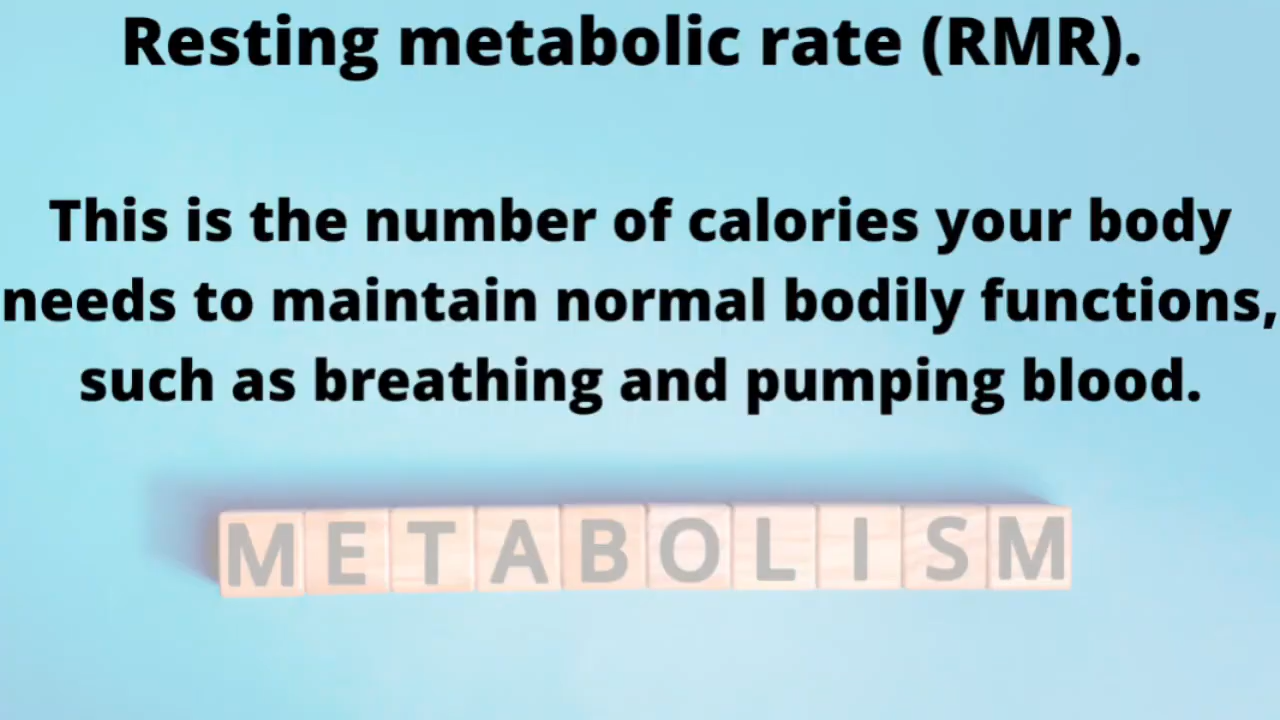 Resting metabolic rate (RMR).
This is the number of calories your body
needs to maintain normal bodily functions,
such as breathing and pumping blood.
METABOLISM